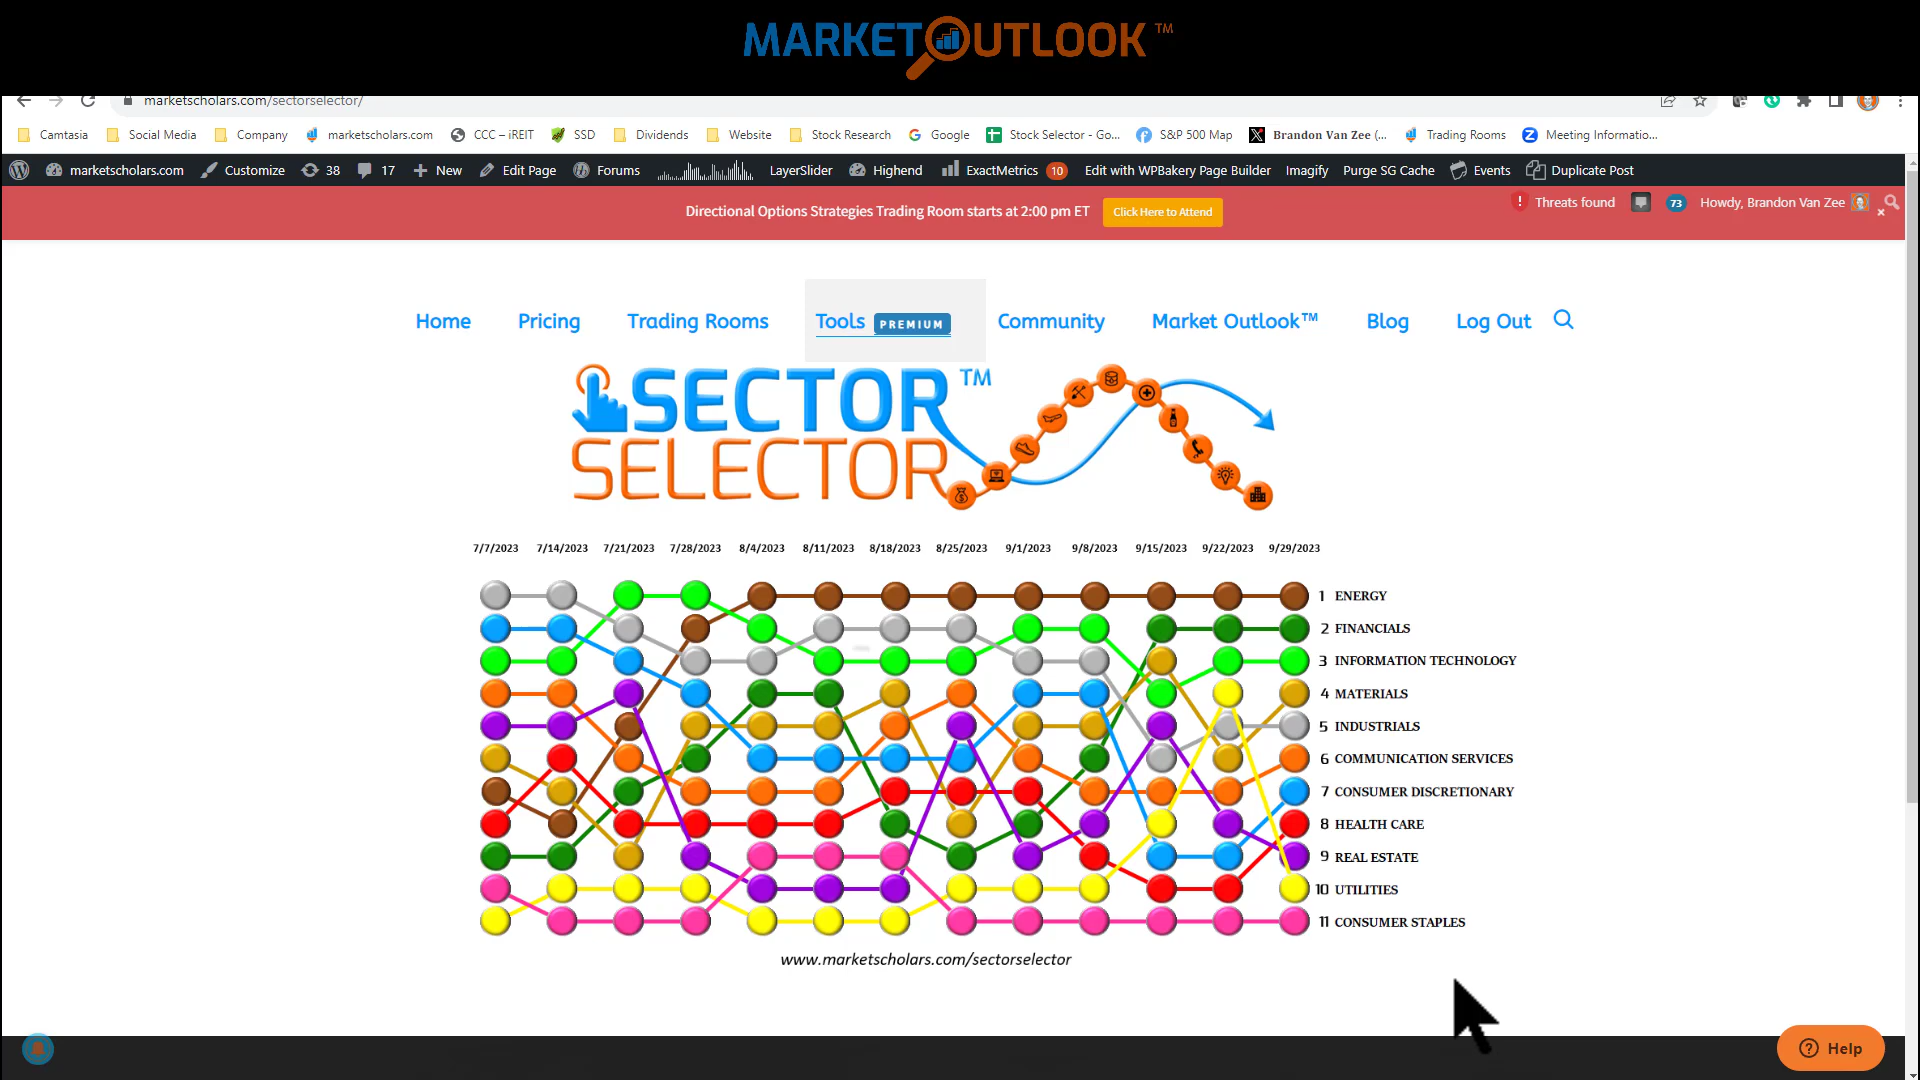 MARKETOUTLOOK™
marketscholars.com/sectorselector/
Camtasia Social Media Company marketscholars.com CCC – iREIT SSD Dividends Website Stock Research Google Stock Selector - Go... S&P 500 Map Brandon Van Zee (... Trading Rooms Meeting Informatio...
marketscholars.com Customize 38 17 New Edit Page Forums LayerSlider Highend ExactMetrics 10 Edit with WPBakery Page Builder Imagify Purge SG Cache Events Duplicate Post
Directional Options Strategies Trading Room starts at 2:00 pm ET Click Here to Attend Threats found 73 Howdy, Brandon Van Zee
Home Pricing Trading Rooms Tools PREMIUM Community Market Outlook™ Blog Log Out
SECTOR™
SELECTOR
7/7/2023 7/14/2023 7/21/2023 7/28/2023 8/4/2023 8/11/2023 8/18/2023 8/25/2023 9/1/2023 9/8/2023 9/15/2023 9/22/2023 9/29/2023
1 ENERGY
2 FINANCIALS
3 INFORMATION TECHNOLOGY
4 MATERIALS
5 INDUSTRIALS
6 COMMUNICATION SERVICES
7 CONSUMER DISCRETIONARY
8 HEALTH CARE
9 REAL ESTATE
10 UTILITIES
11 CONSUMER STAPLES
www.marketscholars.com/sectorselector
Help